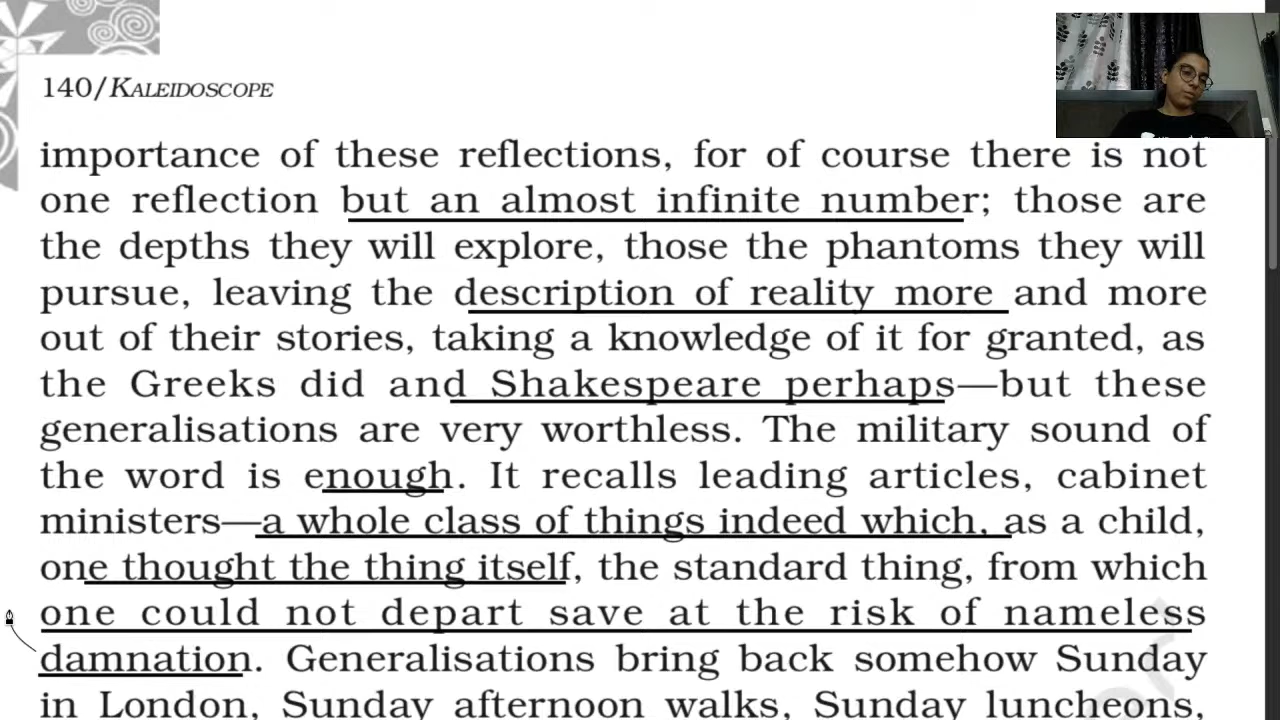 140/KALEIDOSCOPE
importance of these reflections, for of course there is not
one reflection but an almost infinite number; those are
the depths they will explore, those the phantoms they will
pursue, leaving the description of reality more and more
out of their stories, taking a knowledge of it for granted, as
the Greeks did and Shakespeare perhaps—but these
generalisations are very worthless. The military sound of
the word is enough. It recalls leading articles, cabinet
ministers—a whole class of things indeed which, as a child,
one thought the thing itself, the standard thing, from which
one could not depart save at the risk of nameless
damnation. Generalisations bring back somehow Sunday
in London, Sunday afternoon walks, Sunday luncheons,